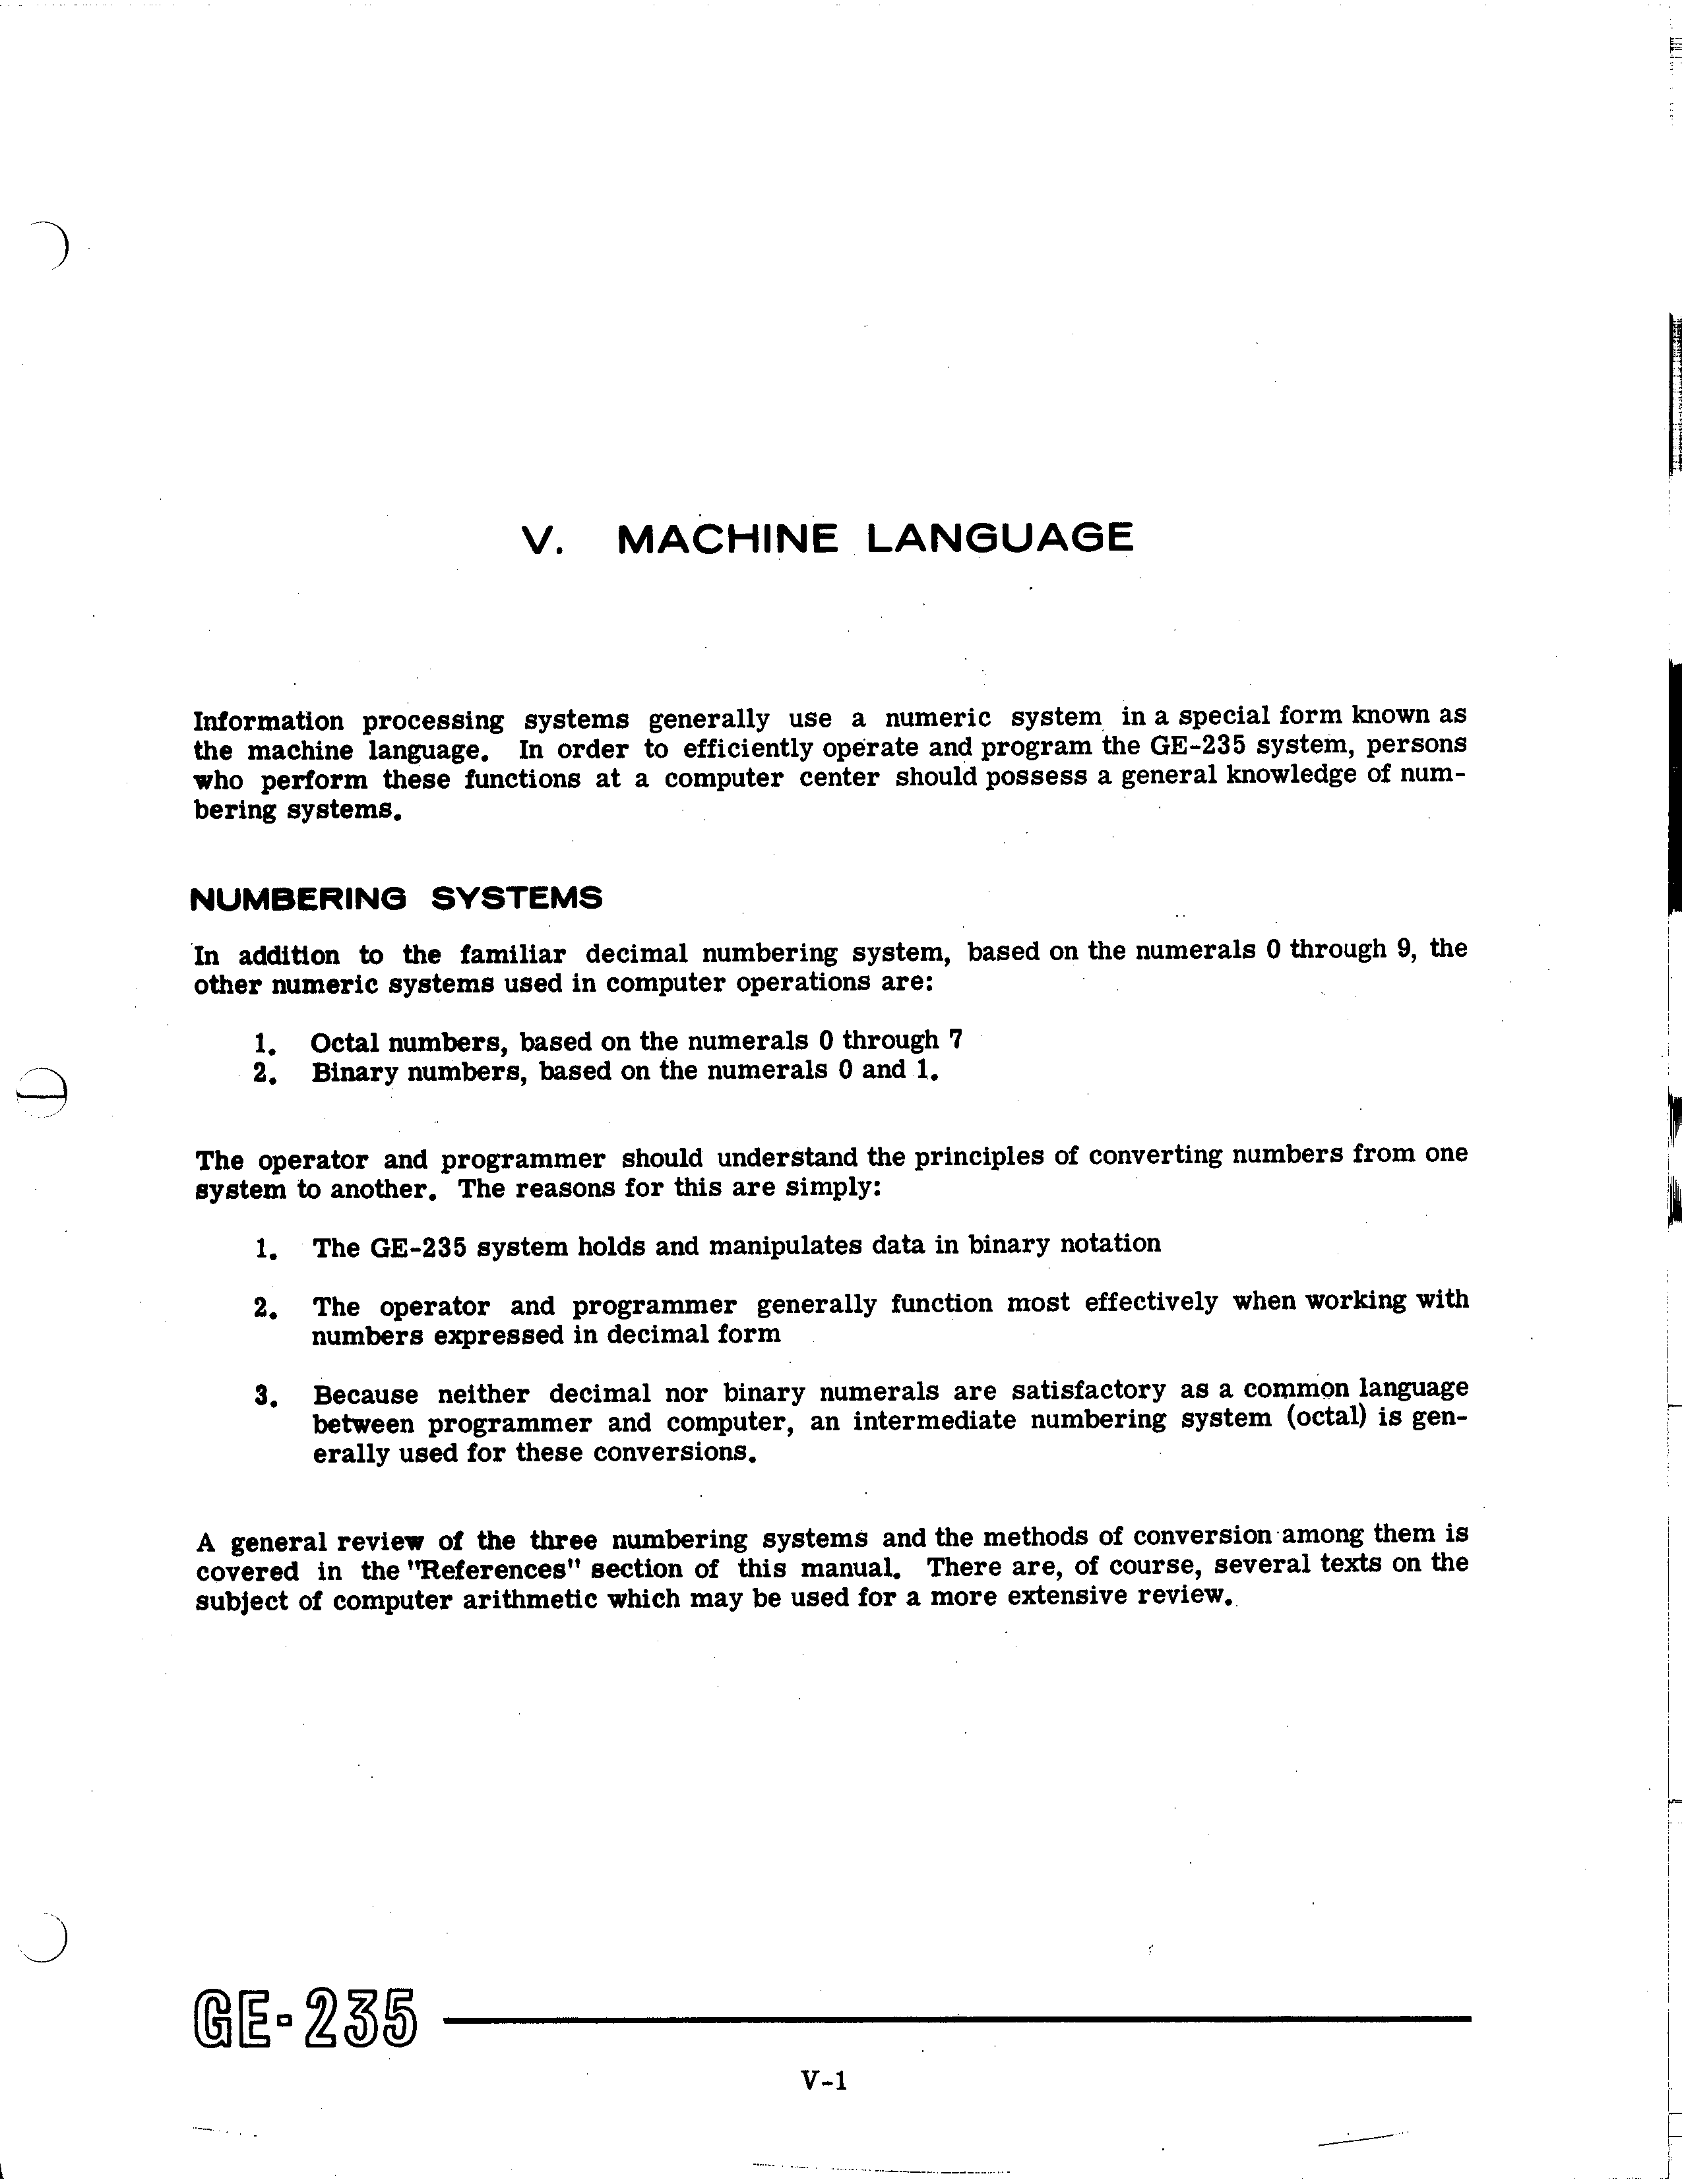 V. MACHINE LANGUAGE
Information processing systems generally use a numeric system in a special form known as
the machine language. In order to efficiently operate and program the GE-235 system, persons
who perform these functions at a computer center should possess a general knowledge of num-
bering systems.
NUMBERING SYSTEMS
In addition to the familiar decimal numbering system, based on the numerals 0 through 9, the
other numeric systems used in computer operations are:
1. Octal numbers, based on the numerals 0 through 7
2. Binary numbers, based on the numerals 0 and 1.
The operator and programmer should understand the principles of converting numbers from one
system to another. The reasons for this are simply:
1. The GE-235 system holds and manipulates data in binary notation
2. The operator and programmer generally function most effectively when working with
numbers expressed in decimal form
3. Because neither decimal nor binary numerals are satisfactory as a common language
between programmer and computer, an intermediate numbering system (octal) is gen-
erally used for these conversions.
A general review of the three numbering systems and the methods of conversion among them is
covered in the "References" section of this manual. There are, of course, several texts on the
subject of computer arithmetic which may be used for a more extensive review.
GE-235
V-1